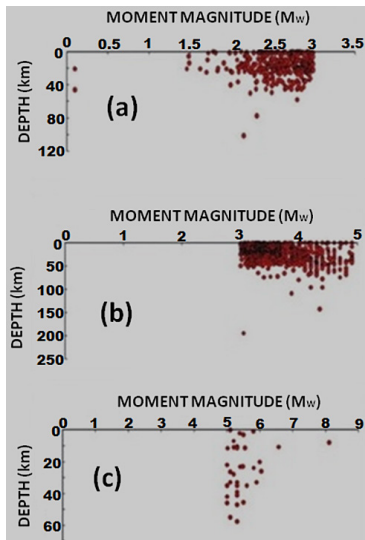 MOMENT MAGNITUDE (Mw)
0 0.5 1 1.5 2 2.5 3 3.5
DEPTH (km)
0
40
80
120
(a)
MOMENT MAGNITUDE (Mw)
0 1 2 3 4 5
DEPTH (km)
0
50
100
150
200
250
(b)
MOMENT MAGNITUDE (Mw)
0 1 2 3 4 5 6 7 8 9
DEPTH (km)
0
20
40
60
(c)